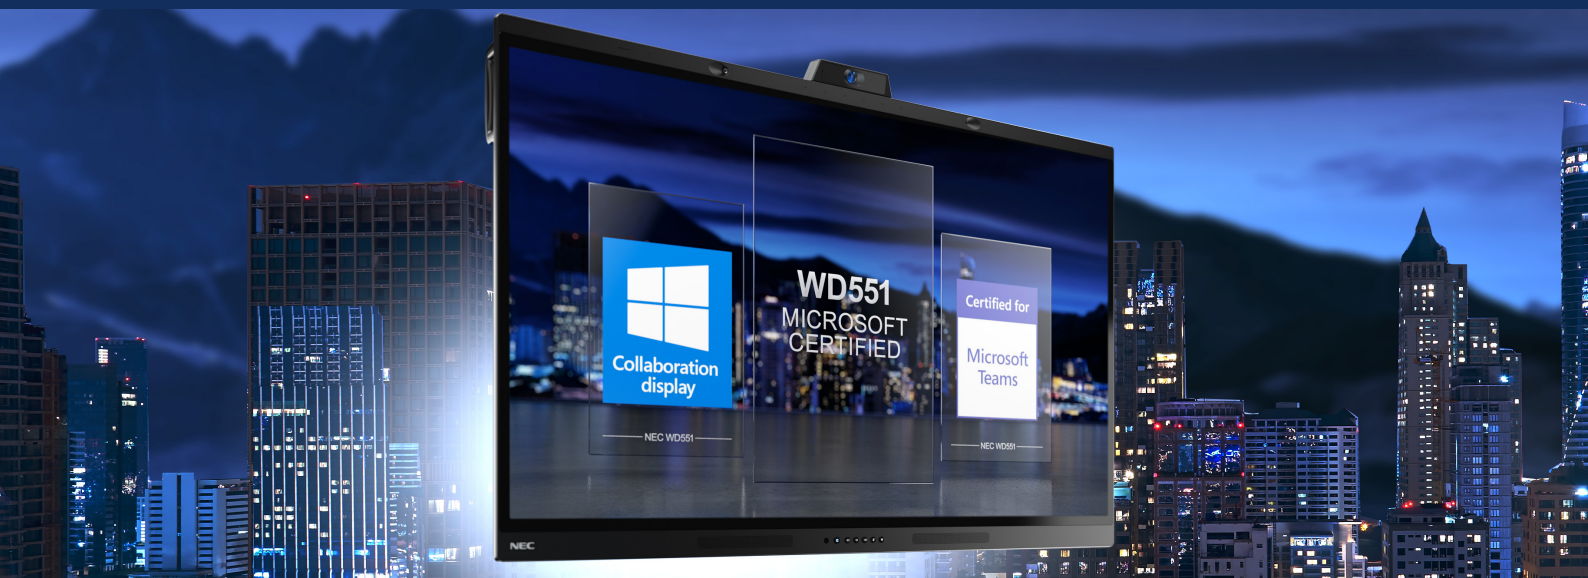 Collaboration
display
NEC WD551
WD551
MICROSOFT
CERTIFIED
Certified for
Microsoft
Teams
NEC WD551
NEC